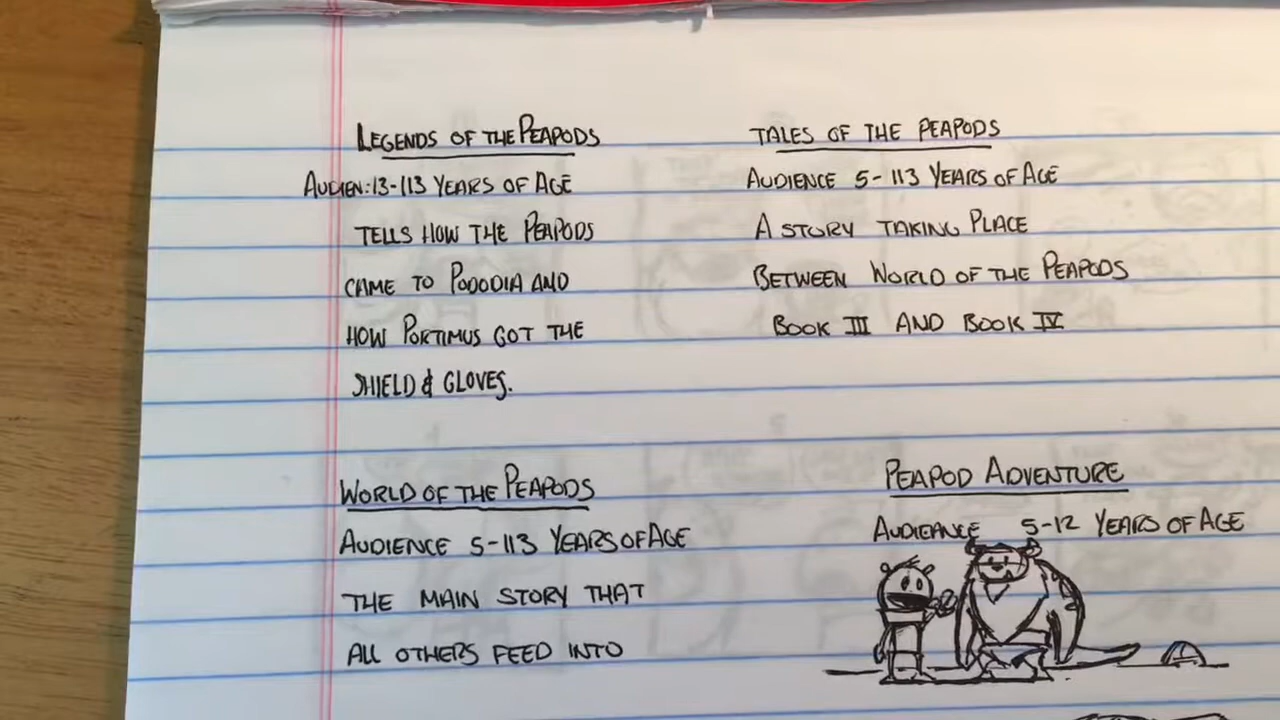 LEGENDS OF THE PEAPODS
AUDIEN: 13-113 YEARS OF AGE
TELLS HOW THE PEAPODS
CAME TO PODODIA AND
HOW PORTIMUS GOT THE
SHIELD & GLOVES.
TALES OF THE PEAPODS
AUDIENCE 5-113 YEARS OF AGE
A STORY TAKING PLACE
BETWEEN WORLD OF THE PEAPODS
BOOK III AND BOOK IV
WORLD OF THE PEAPODS
AUDIENCE 5-113 YEARS OF AGE
THE MAIN STORY THAT
ALL OTHERS FEED INTO
PEAPOD ADVENTURE
AUDIEANCE 5-12 YEARS OF AGE